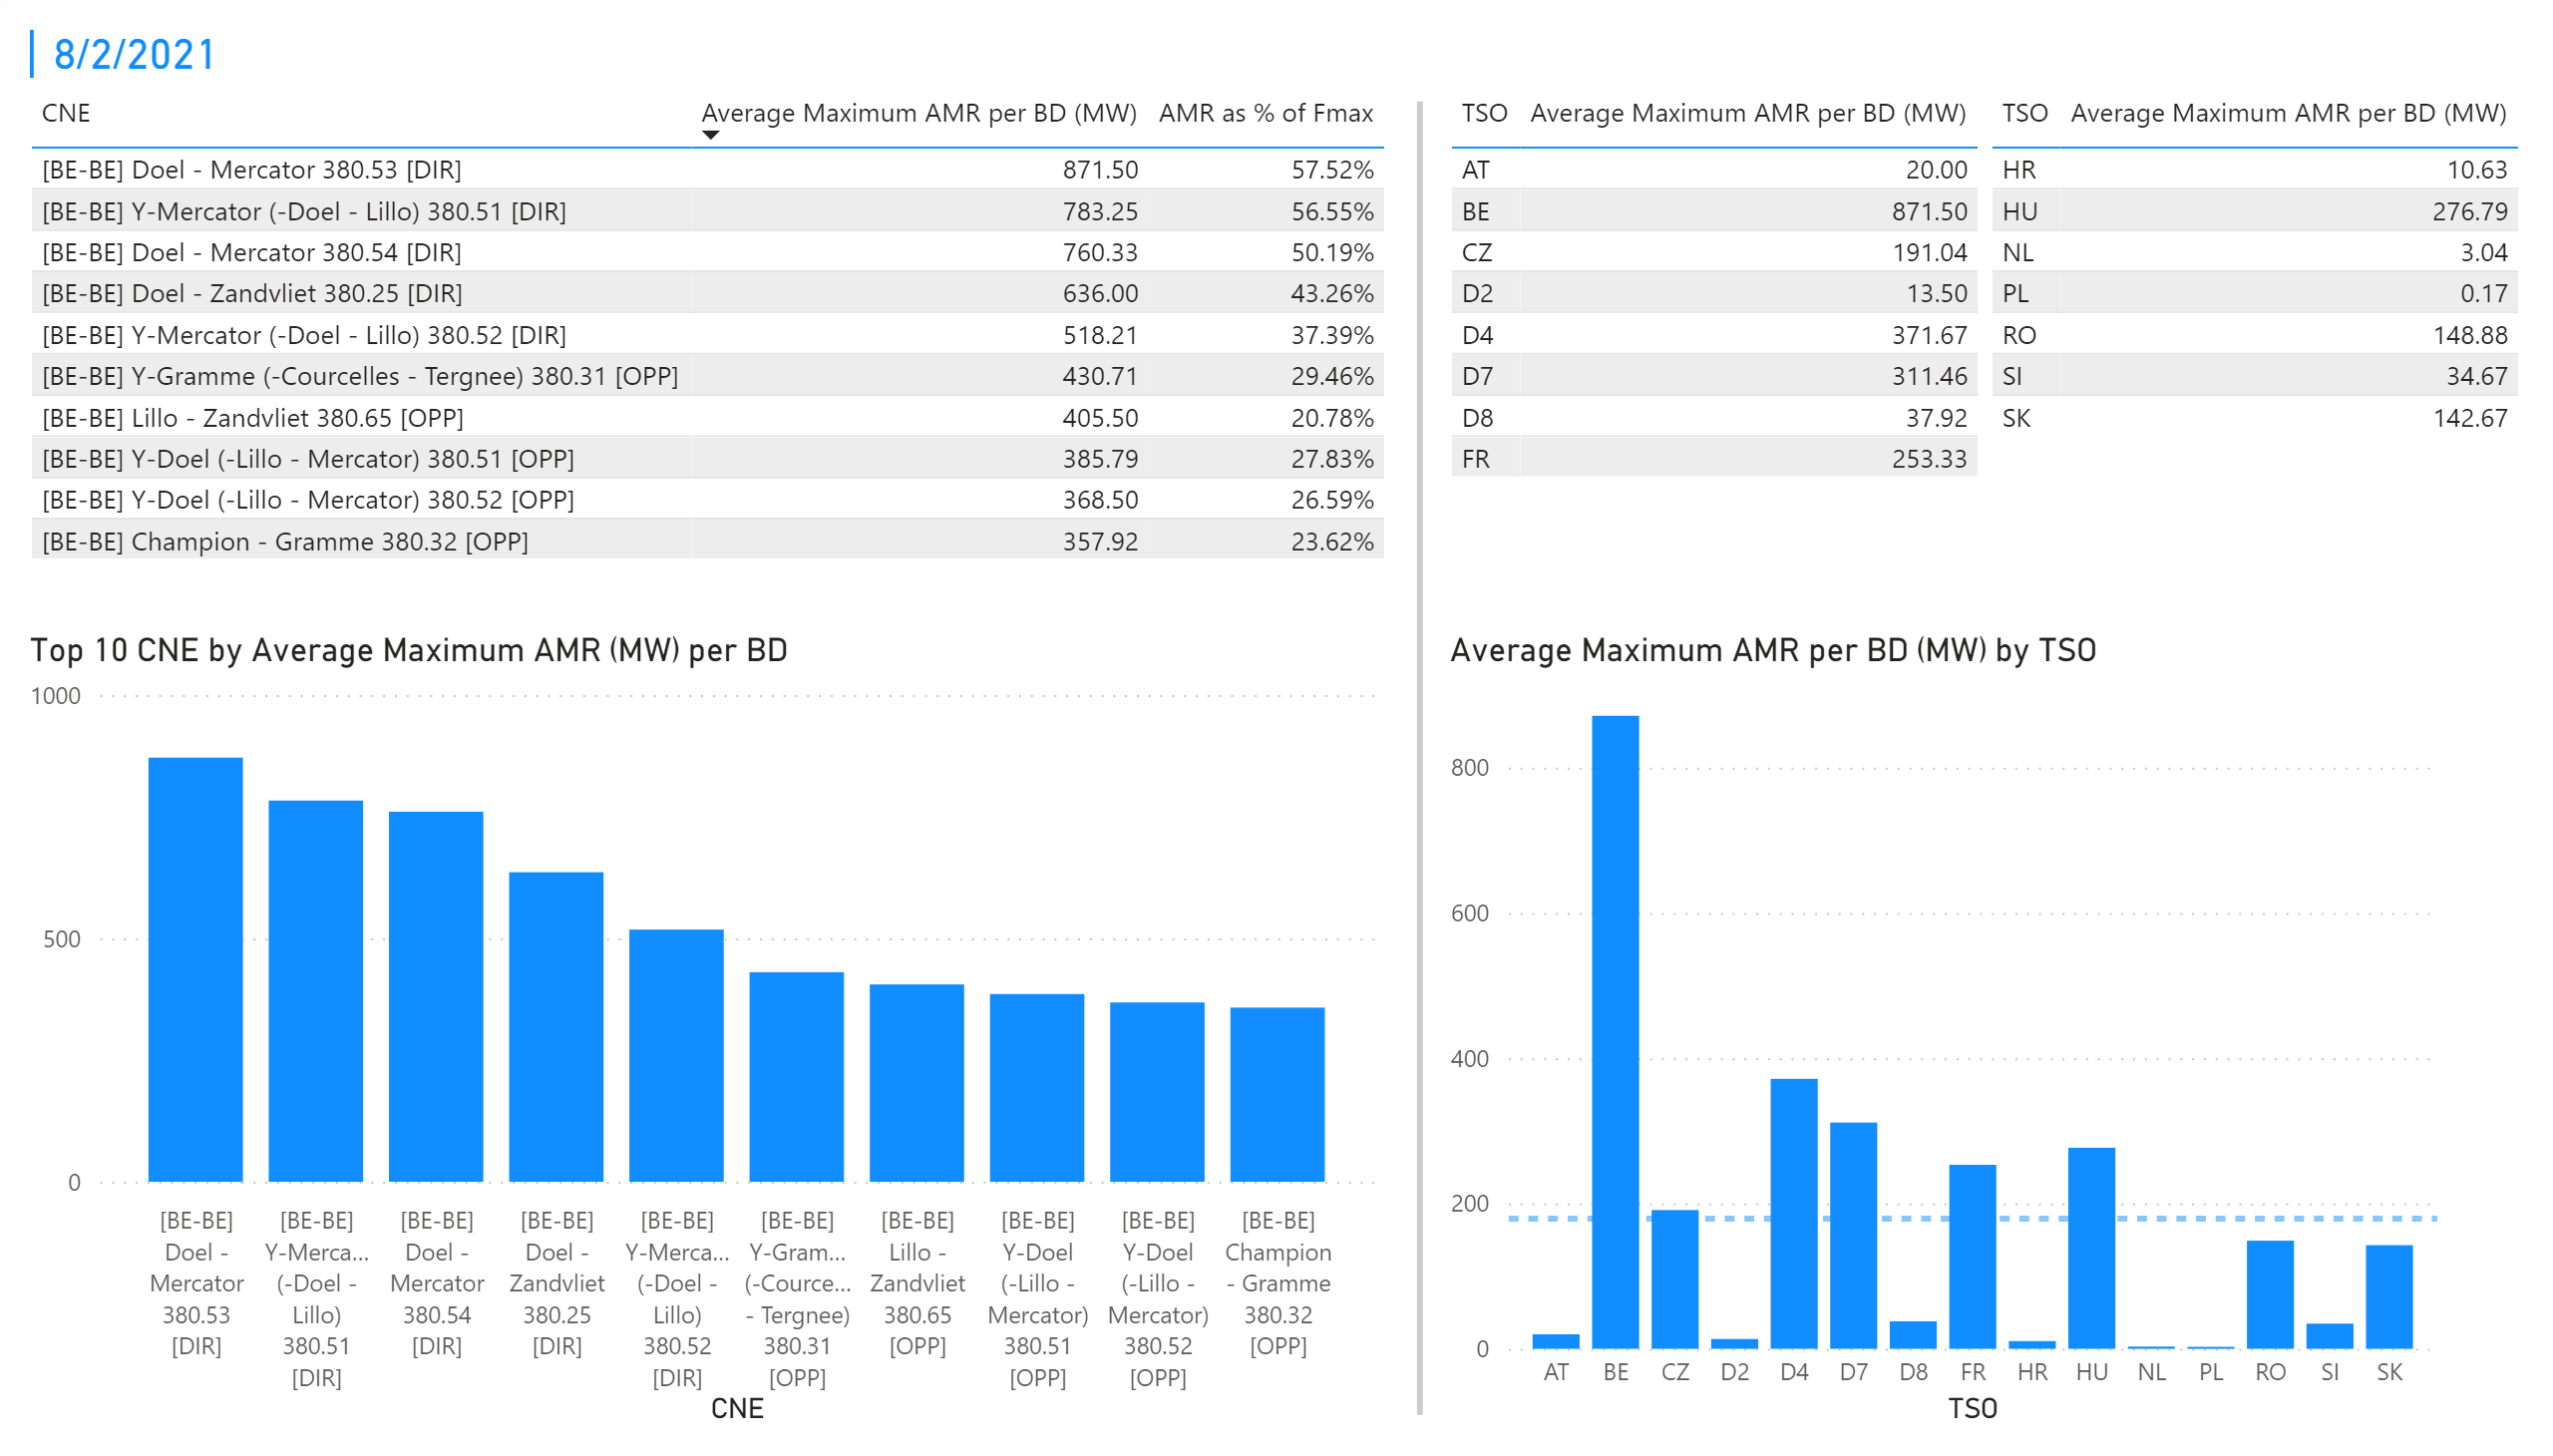 8/2/2021
CNE Average Maximum AMR per BD (MW) AMR as % of Fmax
[BE-BE] Doel - Mercator 380.53 [DIR] 871.50 57.52%
[BE-BE] Y-Mercator (-Doel - Lillo) 380.51 [DIR] 783.25 56.55%
[BE-BE] Doel - Mercator 380.54 [DIR] 760.33 50.19%
[BE-BE] Doel - Zandvliet 380.25 [DIR] 636.00 43.26%
[BE-BE] Y-Mercator (-Doel - Lillo) 380.52 [DIR] 518.21 37.39%
[BE-BE] Y-Gramme (-Courcelles - Tergnee) 380.31 [OPP] 430.71 29.46%
[BE-BE] Lillo - Zandvliet 380.65 [OPP] 405.50 20.78%
[BE-BE] Y-Doel (-Lillo - Mercator) 380.51 [OPP] 385.79 27.83%
[BE-BE] Y-Doel (-Lillo - Mercator) 380.52 [OPP] 368.50 26.59%
[BE-BE] Champion - Gramme 380.32 [OPP] 357.92 23.62%
TSO Average Maximum AMR per BD (MW)
AT 20.00
BE 871.50
CZ 191.04
D2 13.50
D4 371.67
D7 311.46
D8 37.92
FR 253.33
TSO Average Maximum AMR per BD (MW)
HR 10.63
HU 276.79
NL 3.04
PL 0.17
RO 148.88
SI 34.67
SK 142.67
Top 10 CNE by Average Maximum AMR (MW) per BD
1000
500
0
[BE-BE]
Doel -
Mercator
380.53
[DIR]
[BE-BE]
Y-Merca...
(-Doel -
Lillo)
380.51
[DIR]
[BE-BE]
Doel -
Mercator
380.54
[DIR]
[BE-BE]
Doel -
Zandvliet
380.25
[DIR]
[BE-BE]
Y-Merca...
(-Doel -
Lillo)
380.52
[DIR]
[BE-BE]
Y-Gram...
(-Cource...
- Tergnee)
380.31
[OPP]
[BE-BE]
Lillo -
Zandvliet
380.65
[OPP]
[BE-BE]
Y-Doel
(-Lillo -
Mercator)
380.51
[OPP]
[BE-BE]
Y-Doel
(-Lillo -
Mercator)
380.52
[OPP]
[BE-BE]
Champion
- Gramme
380.32
[OPP]
CNE
Average Maximum AMR per BD (MW) by TSO
800
600
400
200
0
AT BE CZ D2 D4 D7 D8 FR HR HU NL PL RO SI SK
TSO